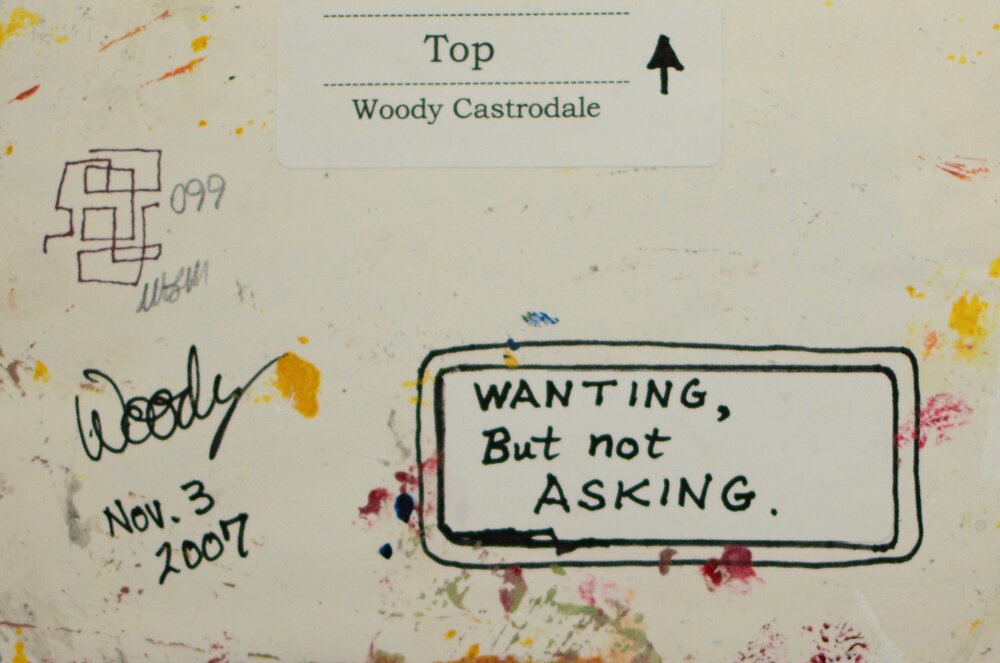 Top
Woody Castrodale
099
Woody
Nov. 3
2007
WANTING,
But not
ASKING.